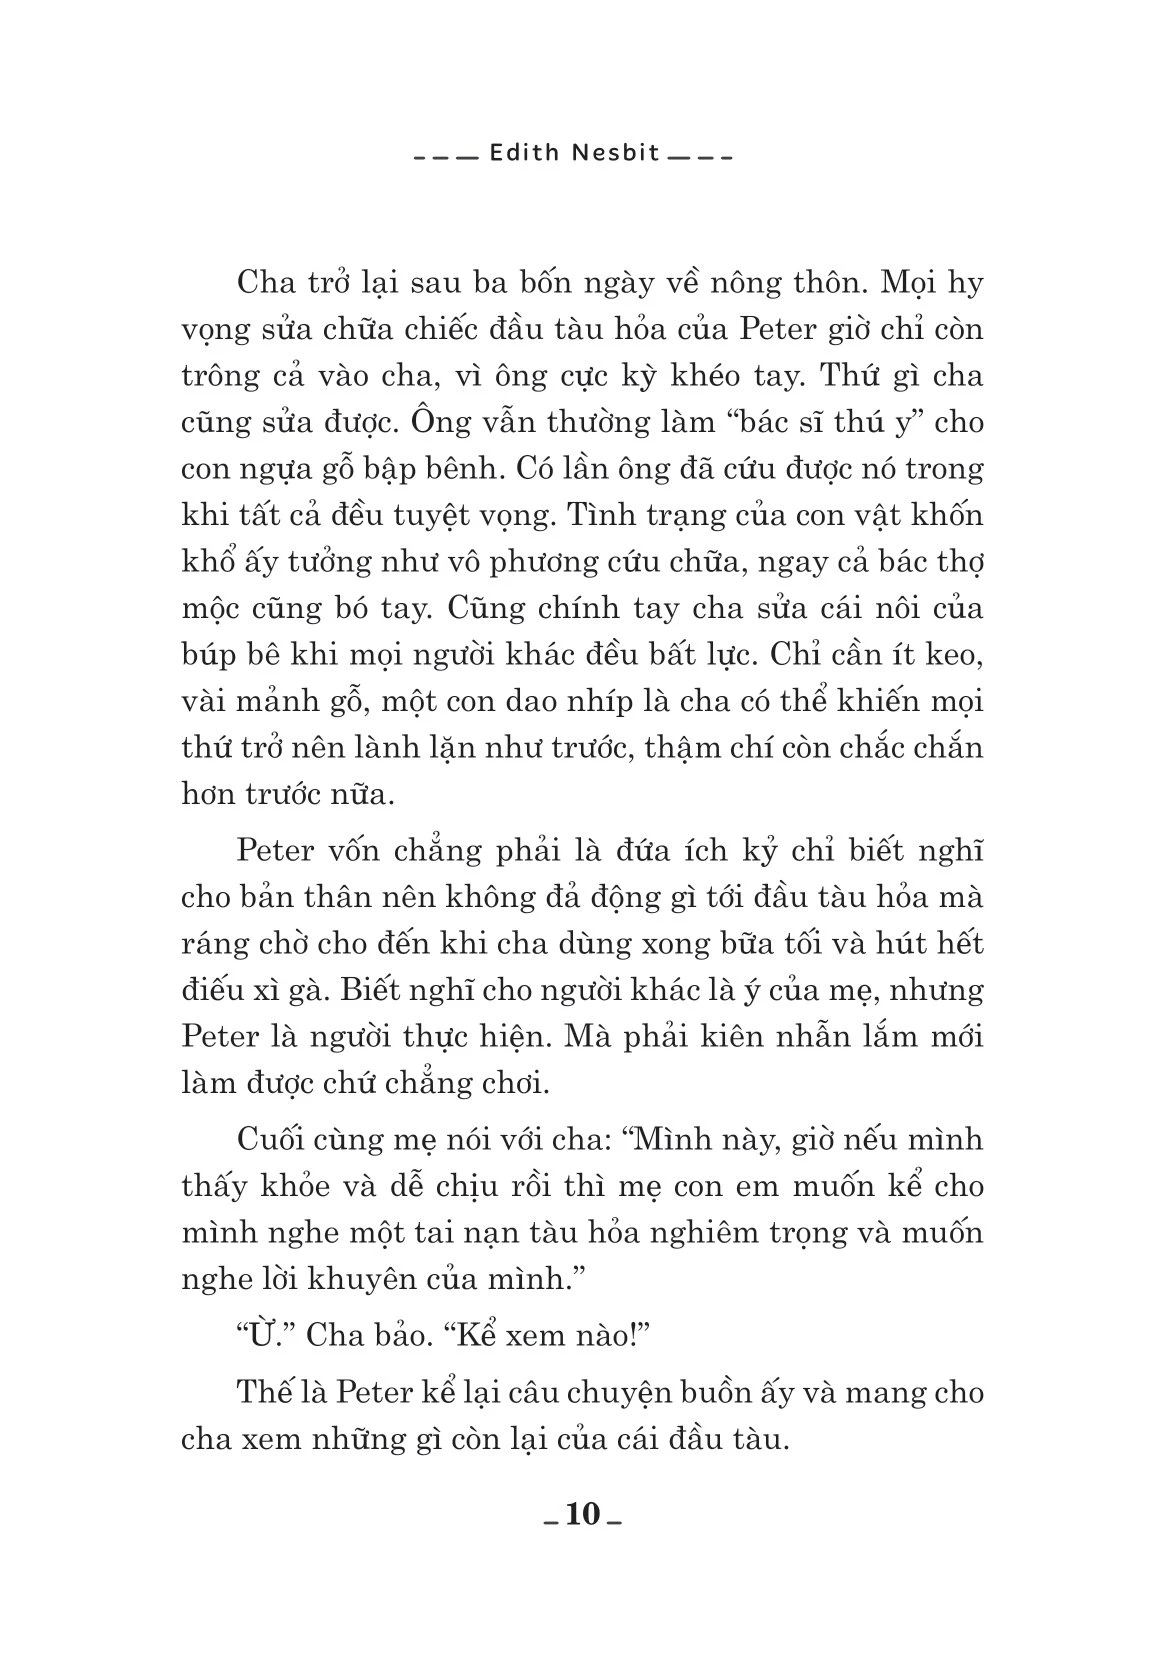 Edith Nesbit
Cha trở lại sau ba bốn ngày về nông thôn. Mọi hy
vọng sửa chữa chiếc đầu tàu hỏa của Peter giờ chỉ còn
trông cả vào cha, vì ông cực kỳ khéo tay. Thứ gì cha
cũng sửa được. Ông vẫn thường làm “bác sĩ thú y” cho
con ngựa gỗ bập bênh. Có lần ông đã cứu được nó trong
khi tất cả đều tuyệt vọng. Tình trạng của con vật khốn
khổ ấy tưởng như vô phương cứu chữa, ngay cả bác thợ
mộc cũng bó tay. Cũng chính tay cha sửa cái nôi của
búp bê khi mọi người khác đều bất lực. Chỉ cần ít keo,
vài mảnh gỗ, một con dao nhíp là cha có thể khiến mọi
thứ trở nên lành lặn như trước, thậm chí còn chắc chắn
hơn trước nữa.
Peter vốn chẳng phải là đứa ích kỷ chỉ biết nghĩ
cho bản thân nên không đả động gì tới đầu tàu hỏa mà
ráng chờ cho đến khi cha dùng xong bữa tối và hút hết
điếu xì gà. Biết nghĩ cho người khác là ý của mẹ, nhưng
Peter là người thực hiện. Mà phải kiên nhẫn lắm mới
làm được chứ chẳng chơi.
Cuối cùng mẹ nói với cha: “Mình này, giờ nếu mình
thấy khỏe và dễ chịu rồi thì mẹ con em muốn kể cho
mình nghe một tai nạn tàu hỏa nghiêm trọng và muốn
nghe lời khuyên của mình.”
“Ừ.” Cha bảo. “Kể xem nào!”
Thế là Peter kể lại câu chuyện buồn ấy và mang cho
cha xem những gì còn lại của cái đầu tàu.
10